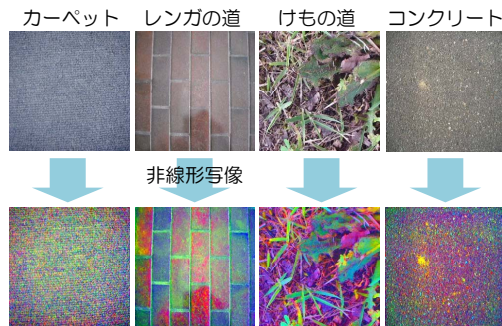 カーペット
レンガの道
けもの道
コンクリート
非線形写像